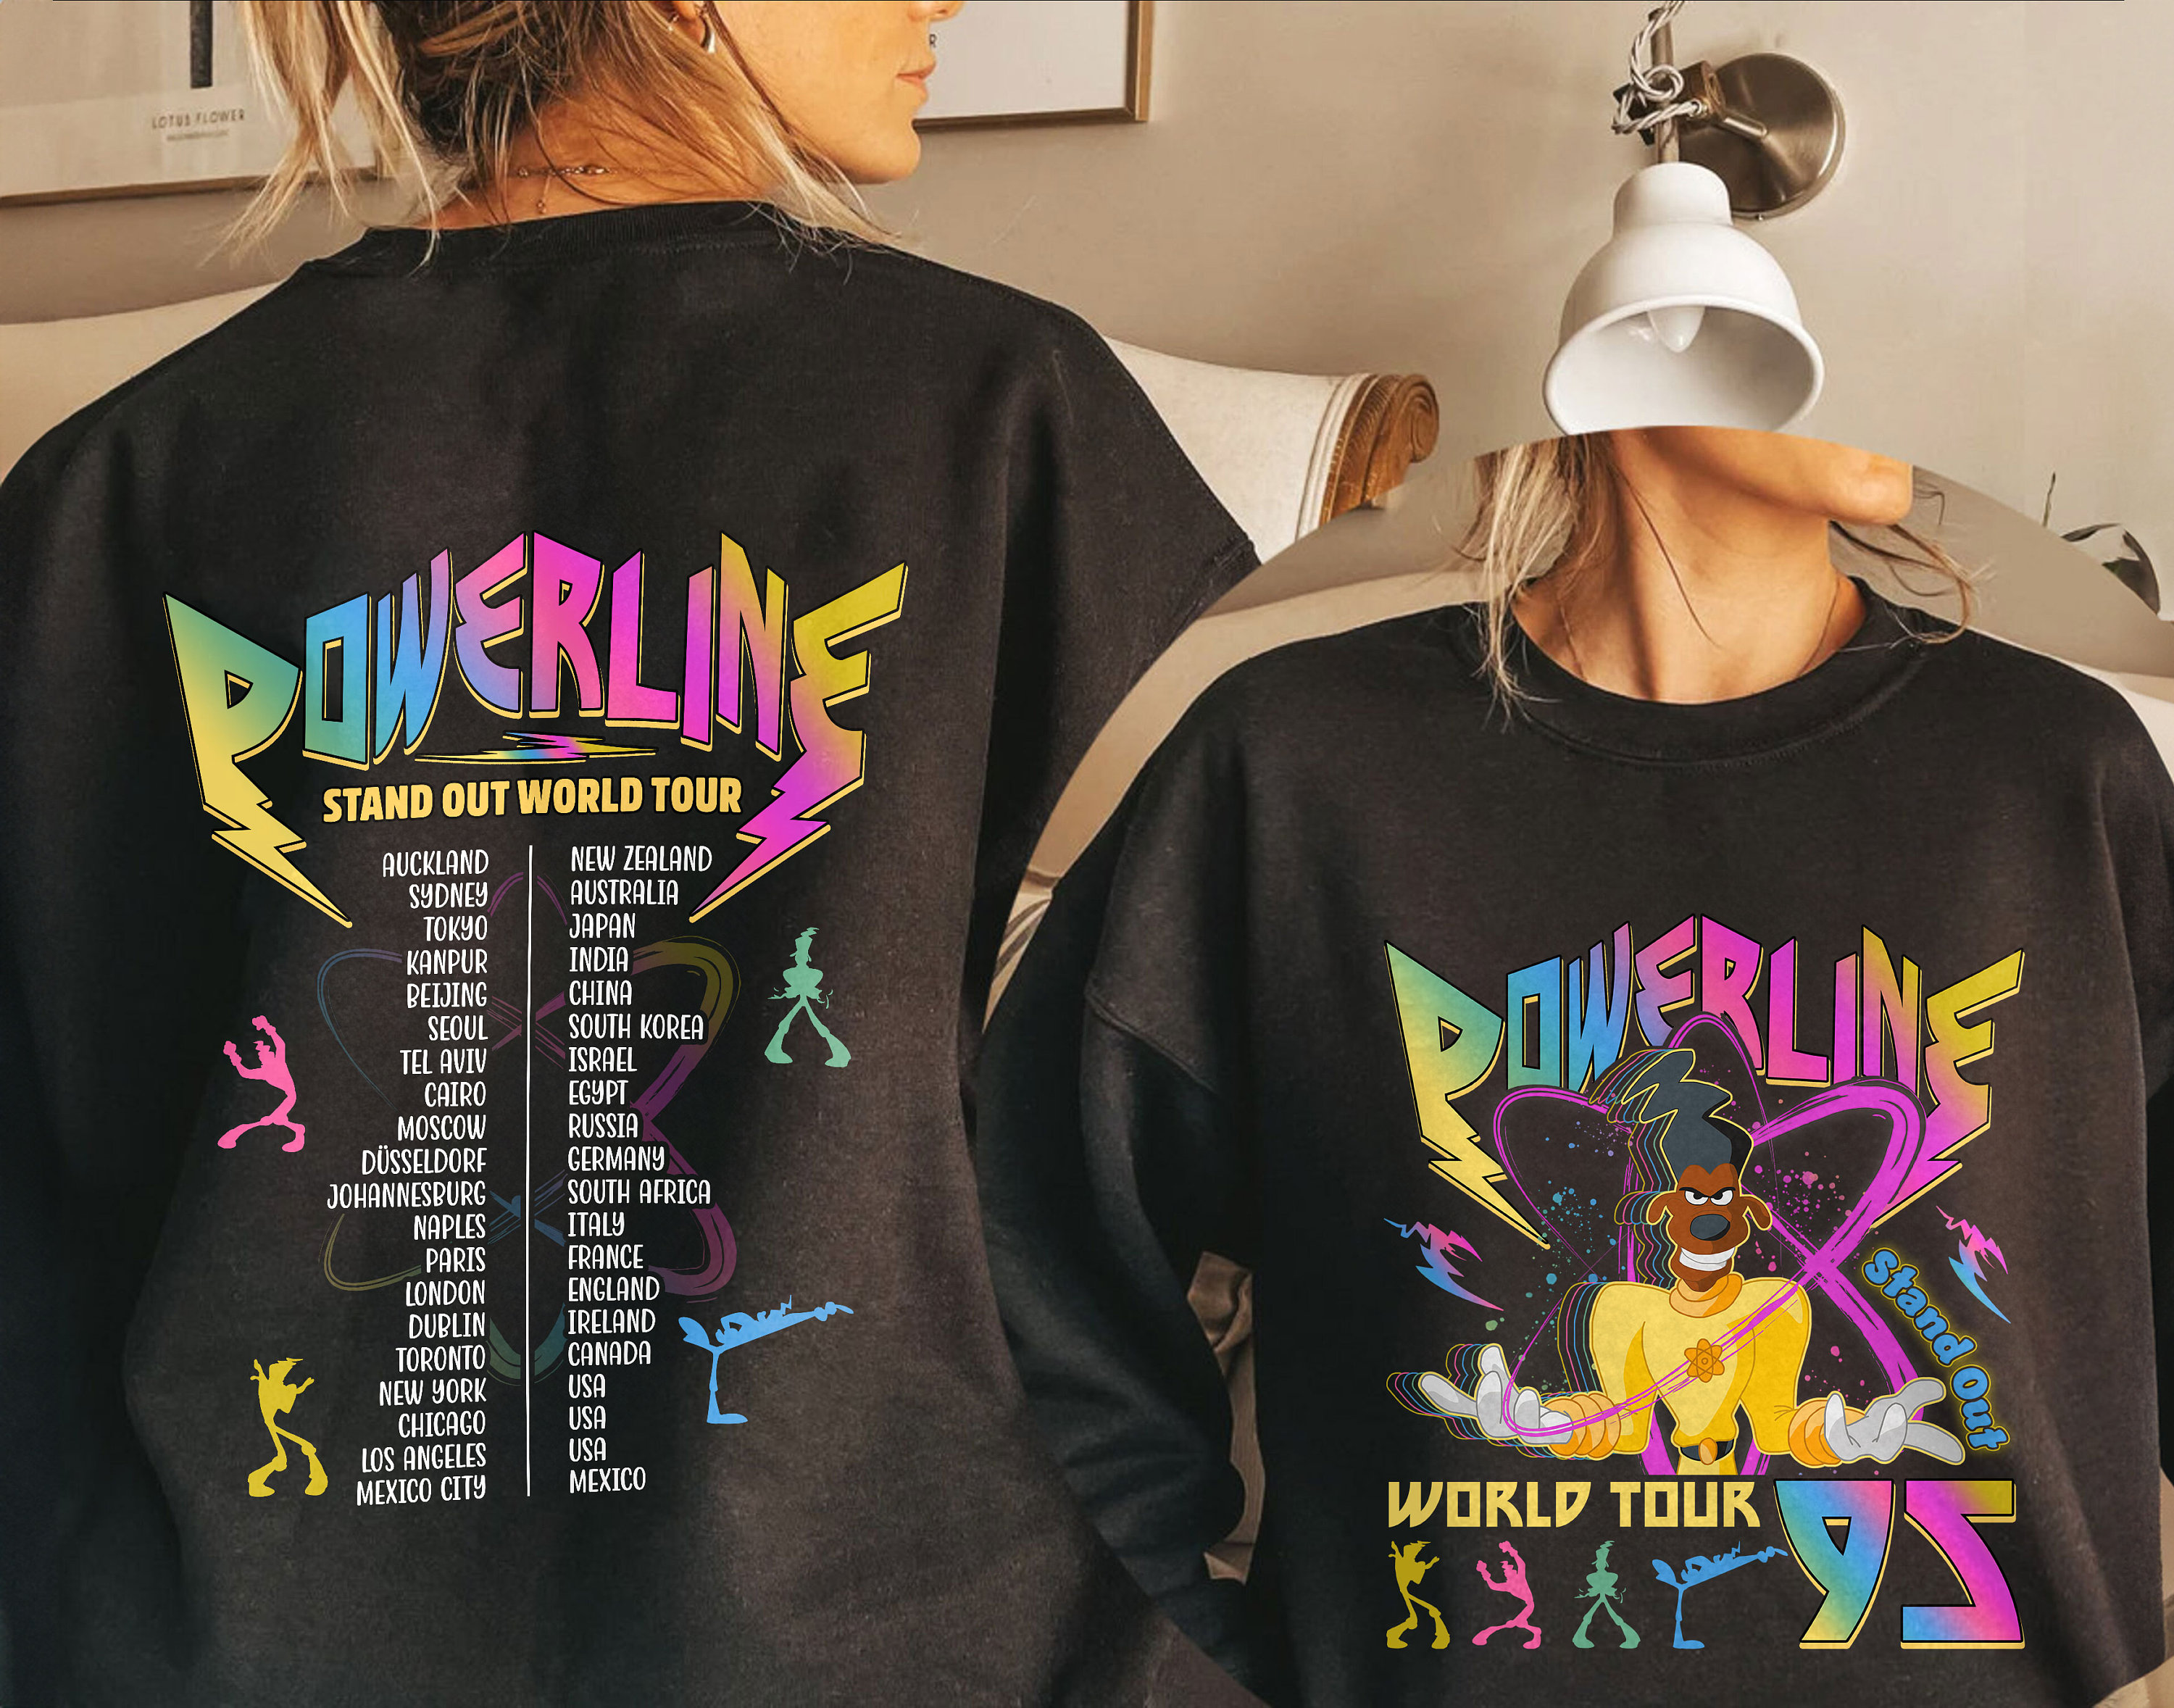 LOTUS FLOWER
R
POWERLINE
STAND OUT WORLD TOUR
AUCKLAND NEW ZEALAND
SYDNEY AUSTRALIA
TOKYO JAPAN
KANPUR INDIA
BEIJING CHINA
SEOUL SOUTH KOREA
TEL AVIV ISRAEL
CAIRO EGYPT
MOSCOW RUSSIA
DÜSSELDORF GERMANY
JOHANNESBURG SOUTH AFRICA
NAPLES ITALY
PARIS FRANCE
LONDON ENGLAND
DUBLIN IRELAND
TORONTO CANADA
NEW YORK USA
CHICAGO USA
LOS ANGELES USA
MEXICO CITY MEXICO
POWERLINE
Stand Out
WORLD TOUR 95